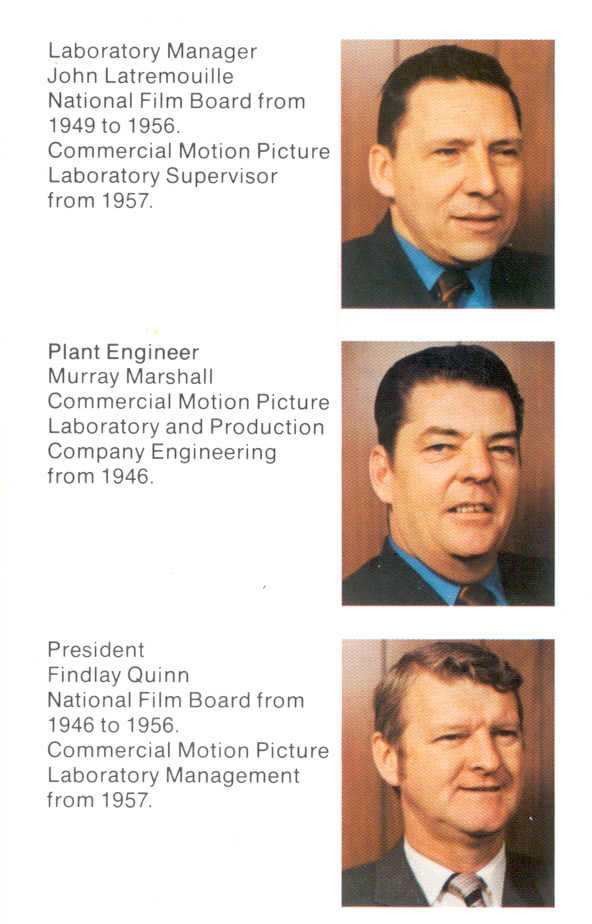 Laboratory Manager
John Latremouille
National Film Board from
1949 to 1956.
Commercial Motion Picture
Laboratory Supervisor
from 1957.
Plant Engineer
Murray Marshall
Commercial Motion Picture
Laboratory and Production
Company Engineering
from 1946.
President
Findlay Quinn
National Film Board from
1946 to 1956.
Commercial Motion Picture
Laboratory Management
from 1957.